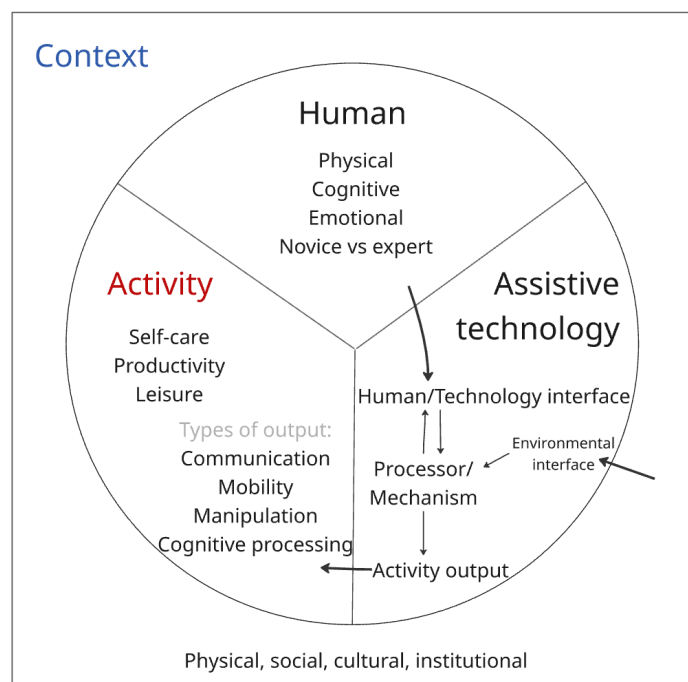 Context
Human
Physical
Cognitive
Emotional
Novice vs expert
Activity
Self-care
Productivity
Leisure
Types of output:
Communication
Mobility
Manipulation
Cognitive processing
Assistive
technology
Human/Technology interface
Environmental
interface
Processor/
Mechanism
Activity output
Physical, social, cultural, institutional